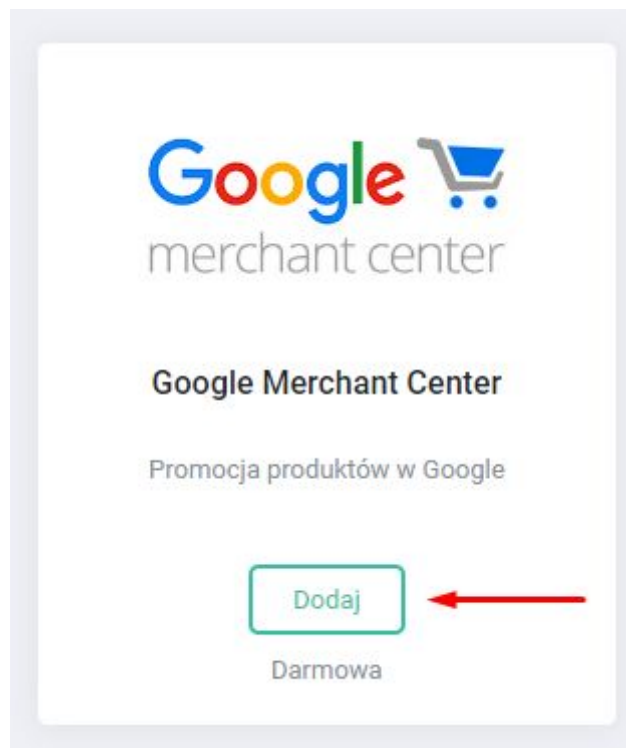 Google
merchant center
Google Merchant Center
Promocja produktów w Google
Dodaj
Darmowa